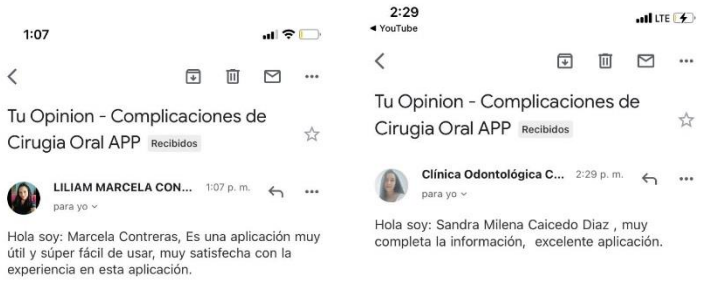 1:07
Tu Opinion - Complicaciones de
Cirugia Oral APP Recibidos
LILIAM MARCELA CON... 1:07 p. m.
para yo
Hola soy: Marcela Contreras, Es una aplicación muy
útil y súper fácil de usar, muy satisfecha con la
experiencia en esta aplicación.
2:29
YouTube
LTE
Tu Opinion - Complicaciones de
Cirugia Oral APP Recibidos
Clínica Odontológica C... 2:29 p. m.
para yo
Hola soy: Sandra Milena Caicedo Diaz , muy
completa la información, excelente aplicación.